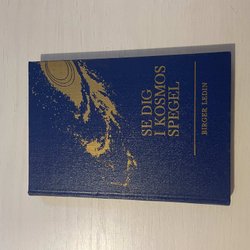 SE DIG
I KOSMOS
SPEGEL
BIRGER LEDIN